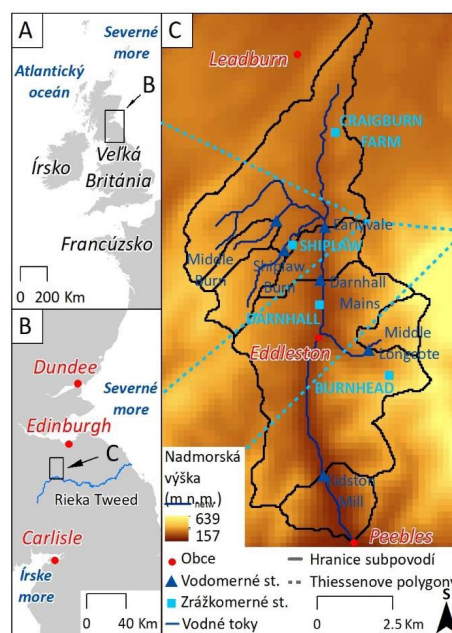 A
Severné
more
Atlantický
oceán
B
Írsko
Veľká
Británia
Francúzsko
0 200 Km
B
Dundee
Severné
more
Edinburgh
C
Rieka Tweed
Carlisle
Írske
more
0 40 Km
C
Leadburn
CRAIGBURN
FARM
Earlyvale
SHIPLAW
Middle
Burn
Shiplaw
Burn
Darnhall
Mains
DARNHALL
Middle
Eddleston
Longcote
BURNHEAD
Kidston
Mill
Peebles
Nadmorská
výška
(m n.m.)
639
157
Obce
Vodomerné st.
Zrážkomerné st.
Vodné toky
Hranice subpovodí
Thiessenove polygony
0 2.5 Km
S